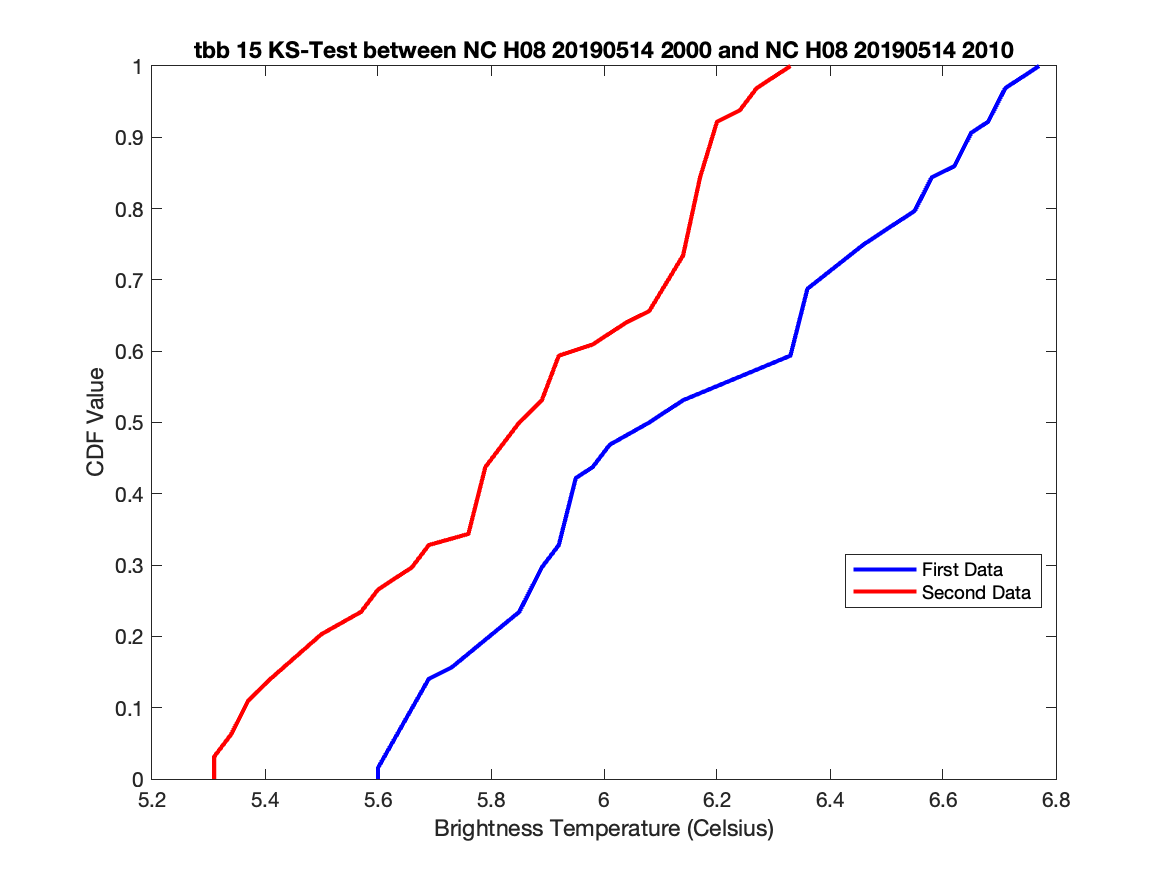 tbb 15 KS-Test between NC H08 20190514 2000 and NC H08 20190514 2010
1
0.9
0.8
0.7
0.6
0.5
0.4
0.3
0.2
0.1
0
CDF Value
First Data
Second Data
5.2 5.4 5.6 5.8 6 6.2 6.4 6.6 6.8
Brightness Temperature (Celsius)